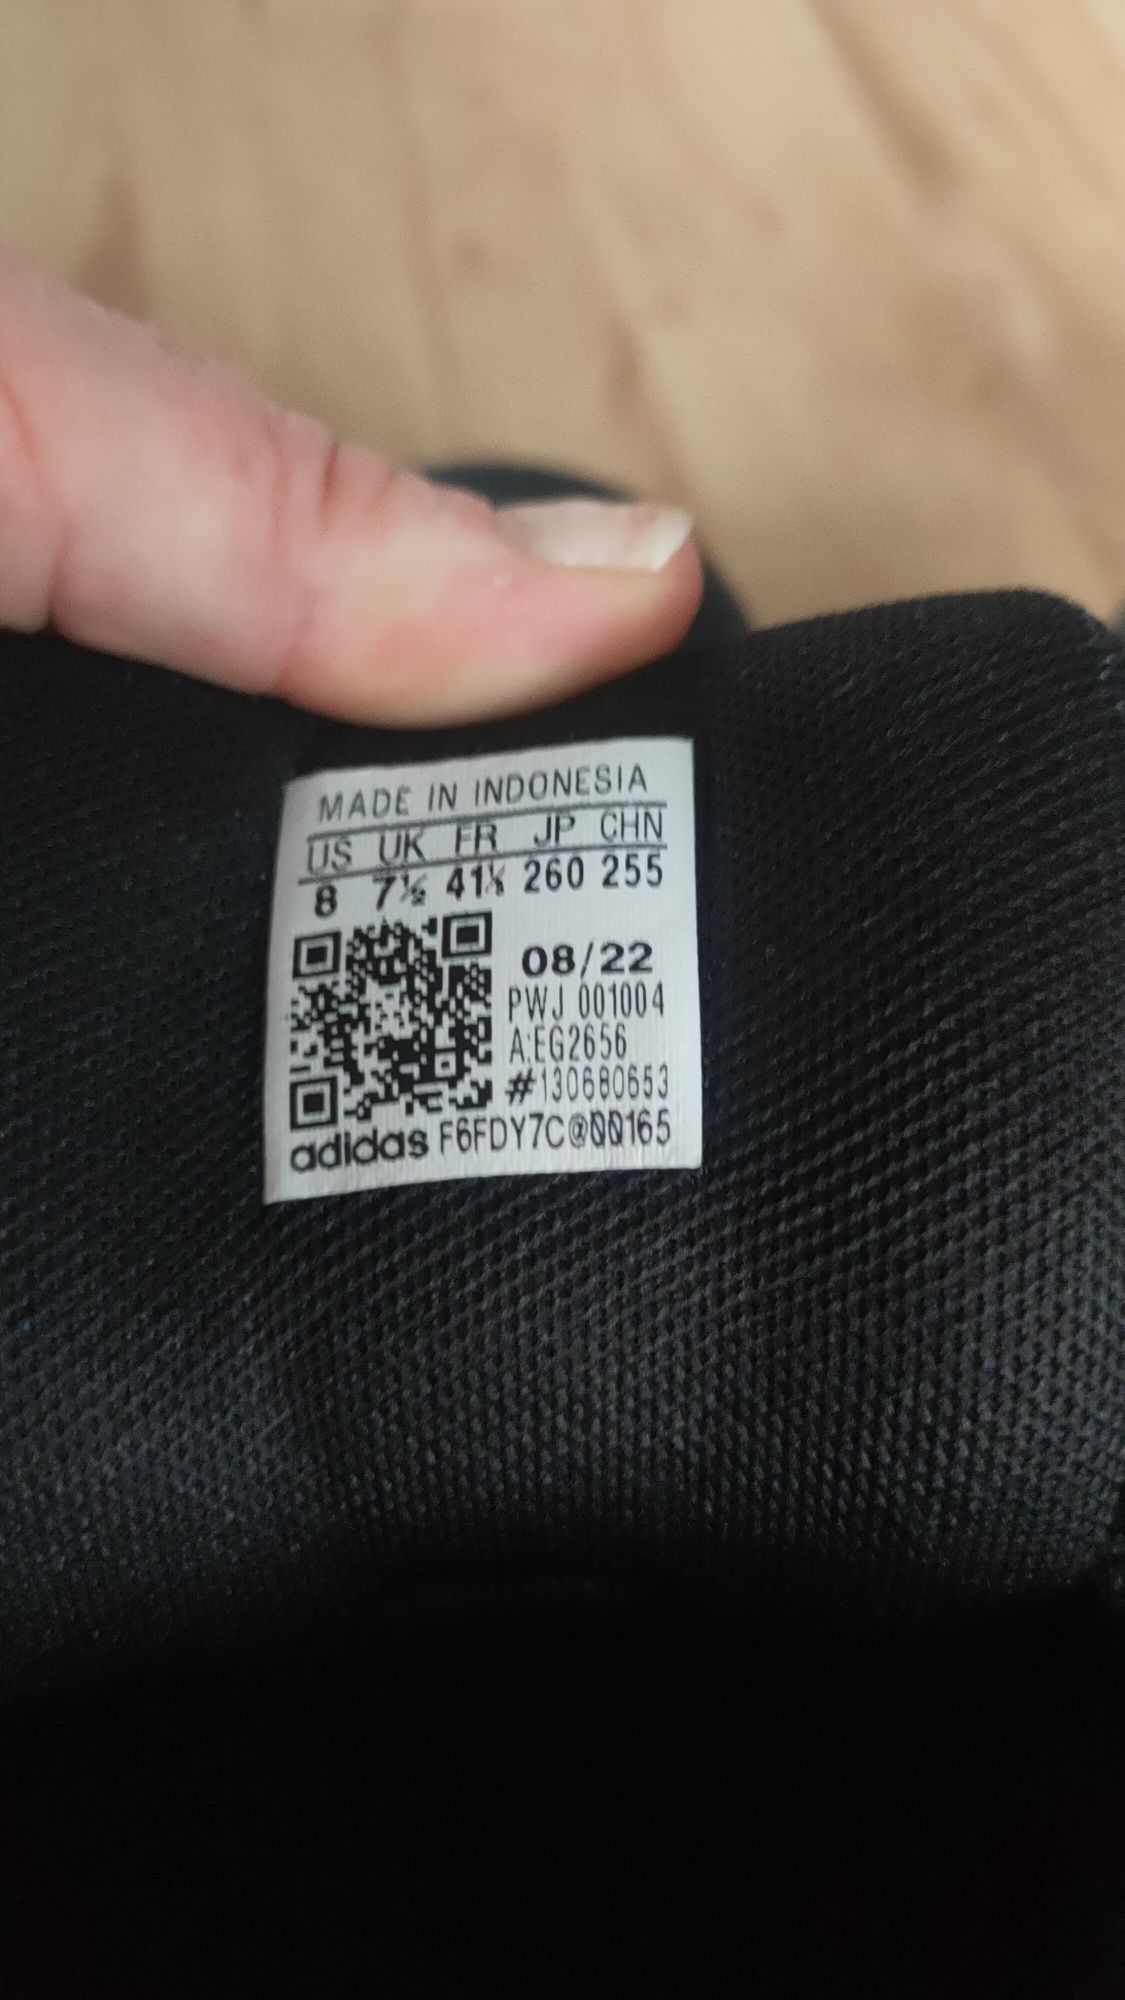 MADE IN INDONESIA
US UK FR JP CHN
8 7½ 41⅓ 260 255
08/22
PWJ 001004
A:EG2656
#130680653
adidas F6FDY7C@00165